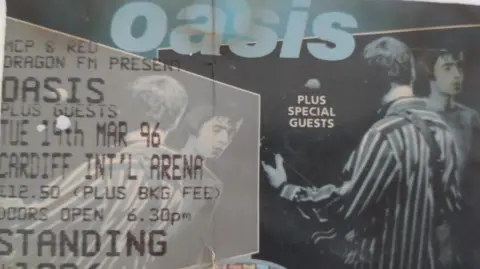 oasis
MCP & RED
DRAGON FM PRESENT
OASIS
PLUS GUESTS
TUE 19th MAR 96
CARDIFF INT'L ARENA
£12.50 (PLUS BKG FEE)
DOORS OPEN 6.30pm
STANDING
PLUS
SPECIAL
GUESTS